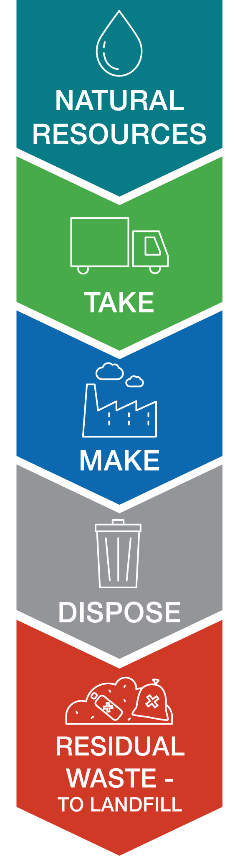 NATURAL
RESOURCES
TAKE
MAKE
DISPOSE
RESIDUAL
WASTE -
TO LANDFILL